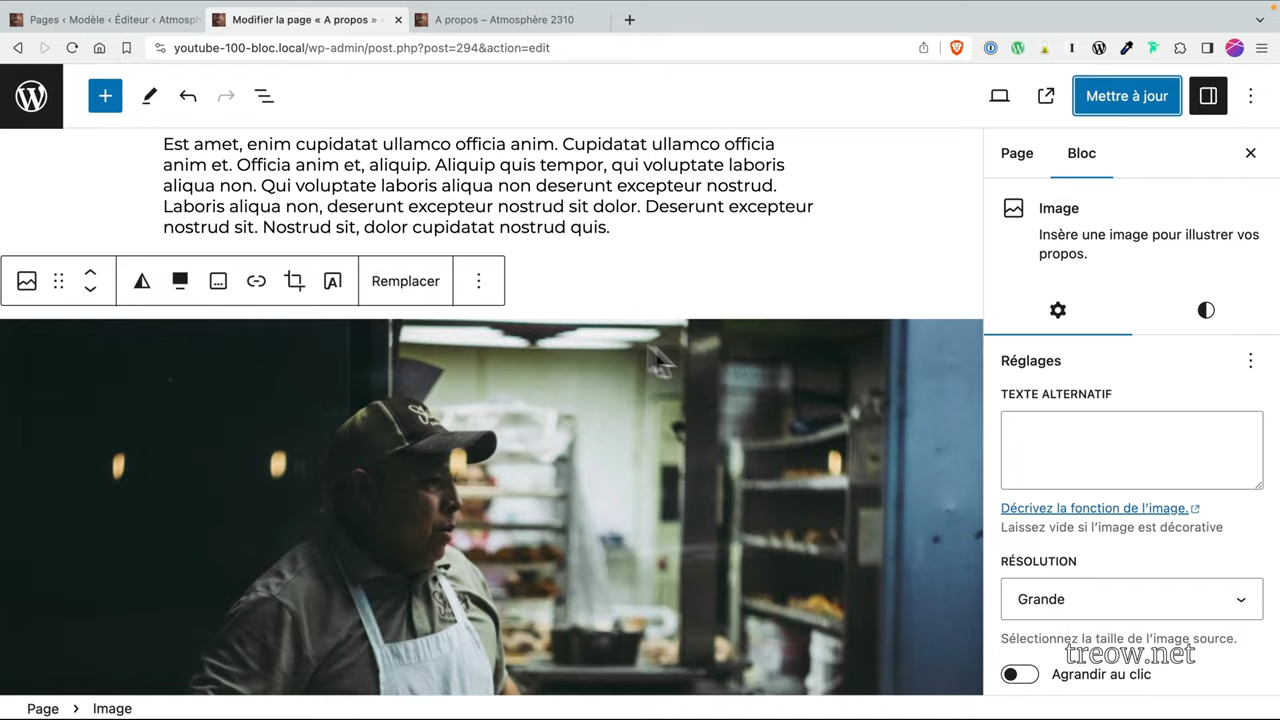 Pages ‹ Modèle ‹ Éditeur ‹ Atmosph
Modifier la page « A propos »
A propos – Atmosphère 2310
youtube-100-bloc.local/wp-admin/post.php?post=294&action=edit
Mettre à jour
Est amet, enim cupidatat ullamco officia anim. Cupidatat ullamco officia
anim et. Officia anim et, aliquip. Aliquip quis tempor, qui voluptate laboris
aliqua non. Qui voluptate laboris aliqua non deserunt excepteur nostrud.
Laboris aliqua non, deserunt excepteur nostrud sit dolor. Deserunt excepteur
nostrud sit. Nostrud sit, dolor cupidatat nostrud quis.
Remplacer
Page
Bloc
Image
Insère une image pour illustrer vos
propos.
Réglages
TEXTE ALTERNATIF
Décrivez la fonction de l’image.
Laissez vide si l’image est décorative
RÉSOLUTION
Grande
Sélectionnez la taille de l’image source.
treow.net
Agrandir au clic
Page
Image